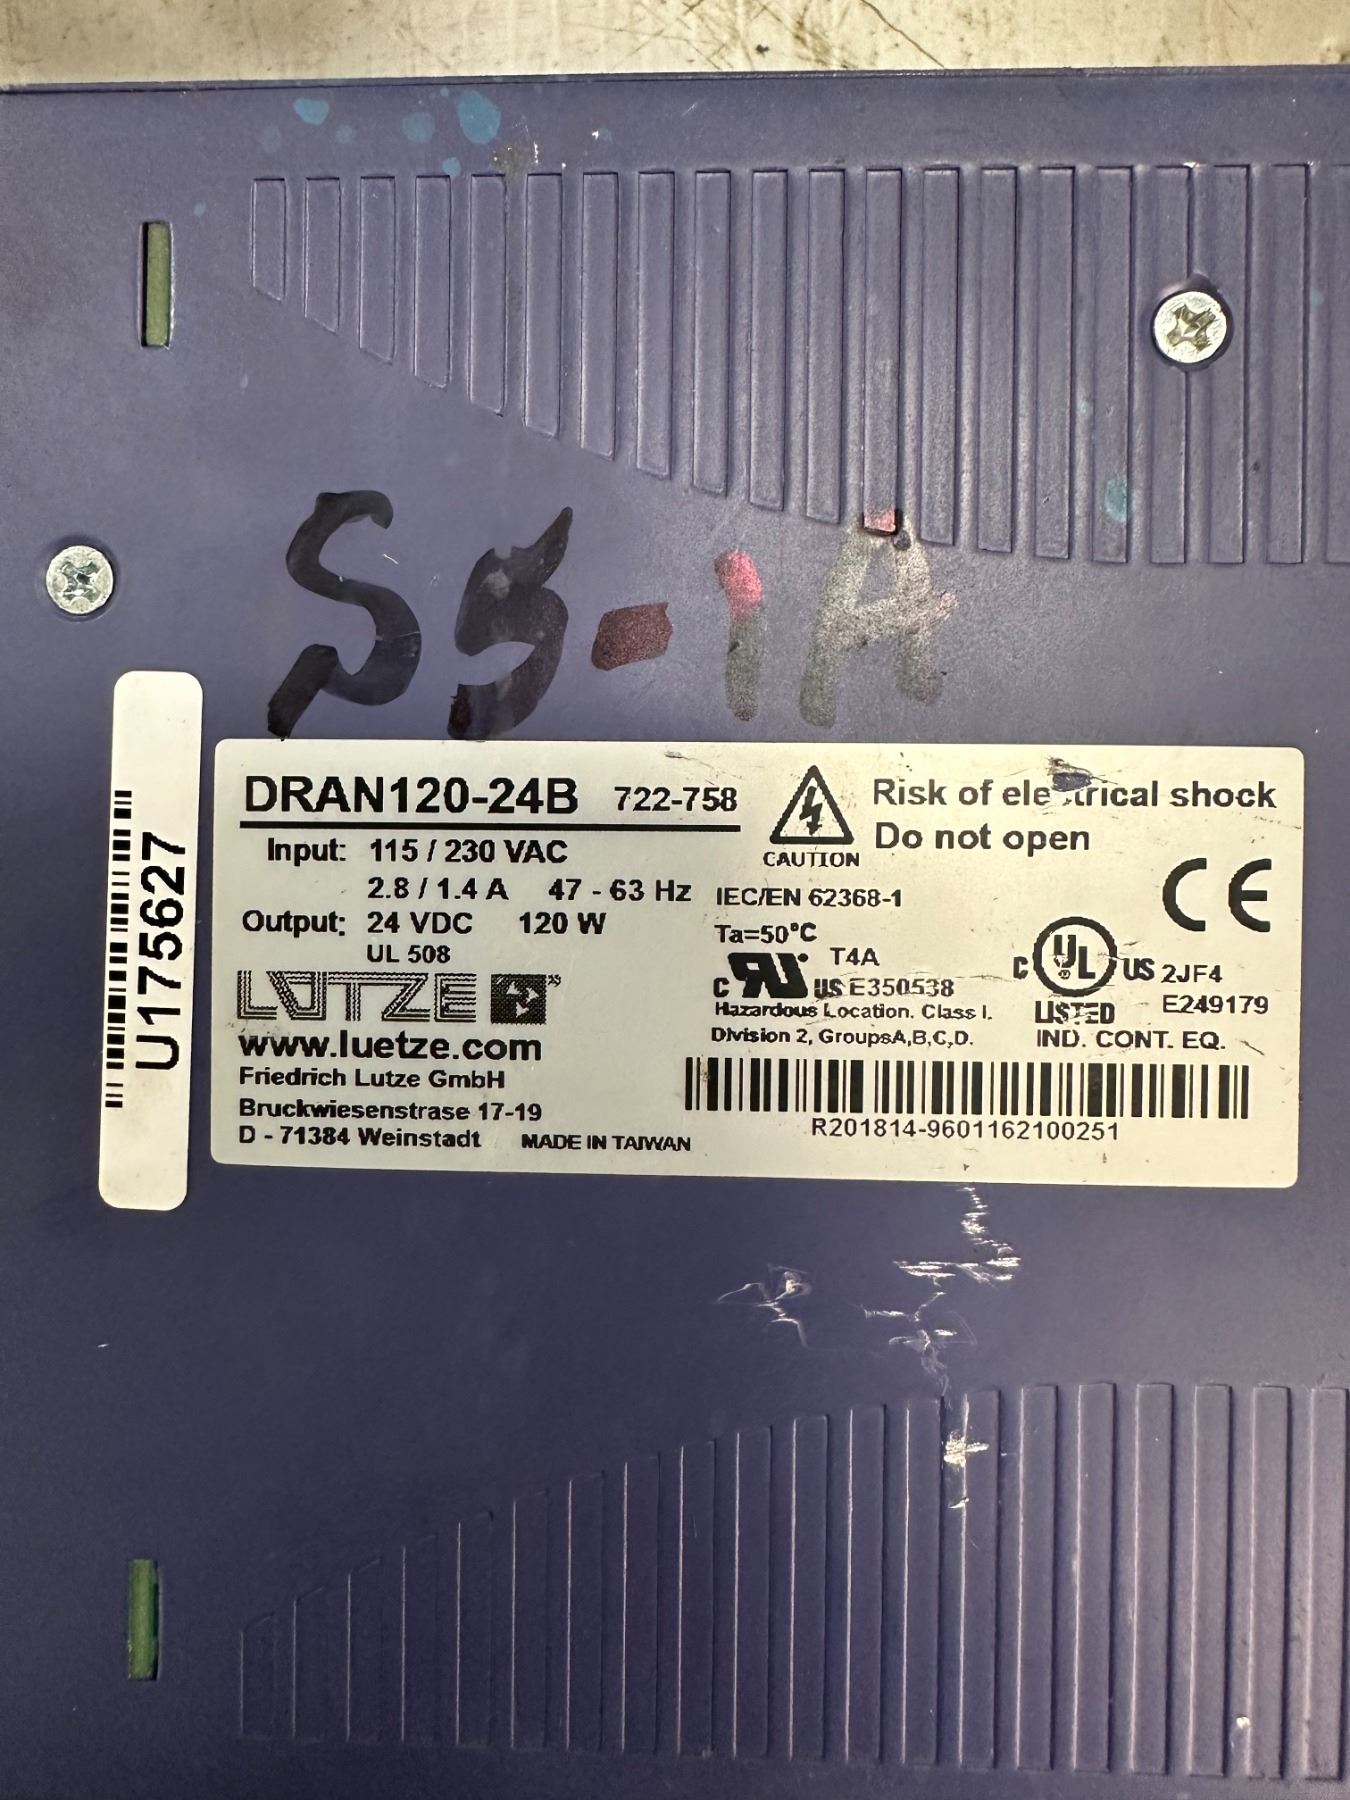 SS-1A
DRAN120-24B 722-758
Input: 115 / 230 VAC
2.8 / 1.4 A 47 - 63 Hz
Output: 24 VDC 120 W
UL 508
LUTZE
www.luetze.com
Friedrich Lutze GmbH
Bruckwiesenstrase 17-19
D - 71384 Weinstadt MADE IN TAIWAN
CAUTION
Risk of electrical shock
Do not open
IEC/EN 62368-1
CE
Ta=50°C
T4A
c RU US E350538
Hazardous Location. Class I.
Division 2, GroupsA,B,C,D.
C UL US 2JF4
LISTED E249179
IND. CONT. EQ.
R201814-9601162100251
U175627